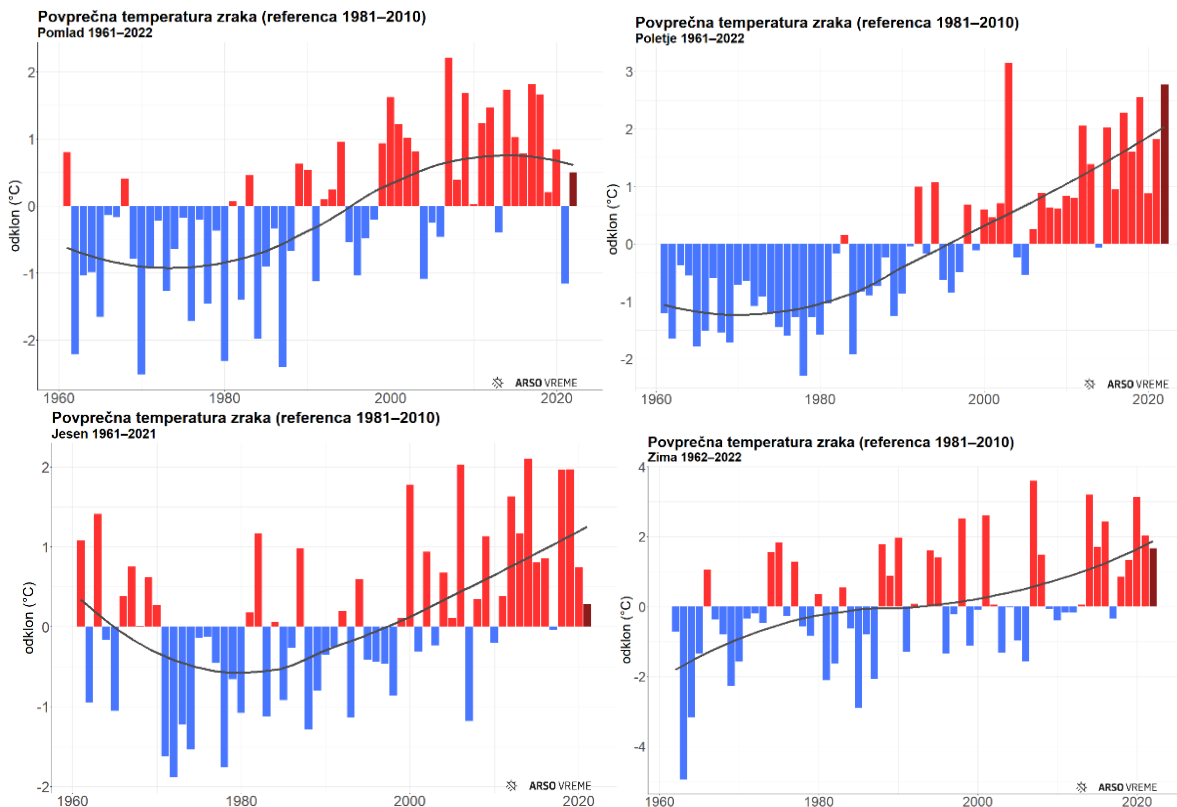 Povprečna temperatura zraka (referenca 1981–2010)
Pomlad 1961–2022
odklon (°C)
2
1
0
-1
-2
1960
1980
2000
2020
ARSO VREME
Povprečna temperatura zraka (referenca 1981–2010)
Poletje 1961–2022
odklon (°C)
3
2
1
0
-1
-2
1960
1980
2000
2020
ARSO VREME
Povprečna temperatura zraka (referenca 1981–2010)
Jesen 1961–2021
odklon (°C)
2
1
0
-1
-2
1960
1980
2000
2020
ARSO VREME
Povprečna temperatura zraka (referenca 1981–2010)
Zima 1962–2022
odklon (°C)
4
2
0
-2
-4
1960
1980
2000
2020
ARSO VREME